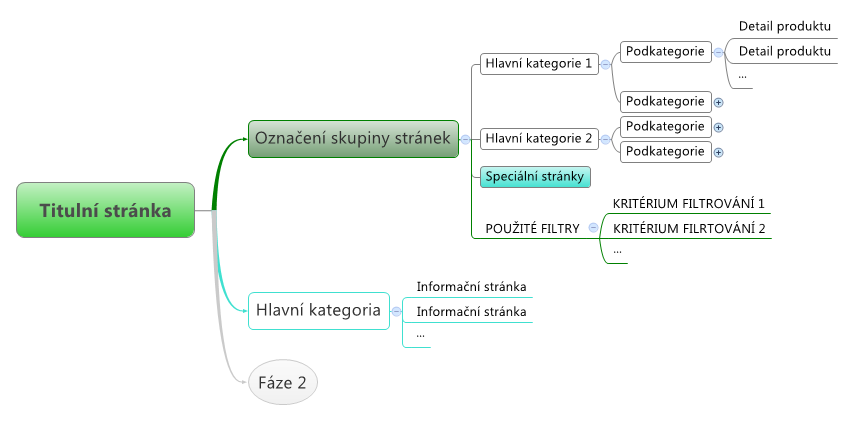 Titulní stránka
Označení skupiny stránek
Hlavní kategorie 1
Podkategorie
Detail produktu
Detail produktu
...
Podkategorie
Hlavní kategorie 2
Podkategorie
Podkategorie
Speciální stránky
POUŽITÉ FILTRY
KRITÉRIUM FILTROVÁNÍ 1
KRITÉRIUM FILRTOVÁNÍ 2
...
Hlavní kategoria
Informační stránka
Informační stránka
...
Fáze 2